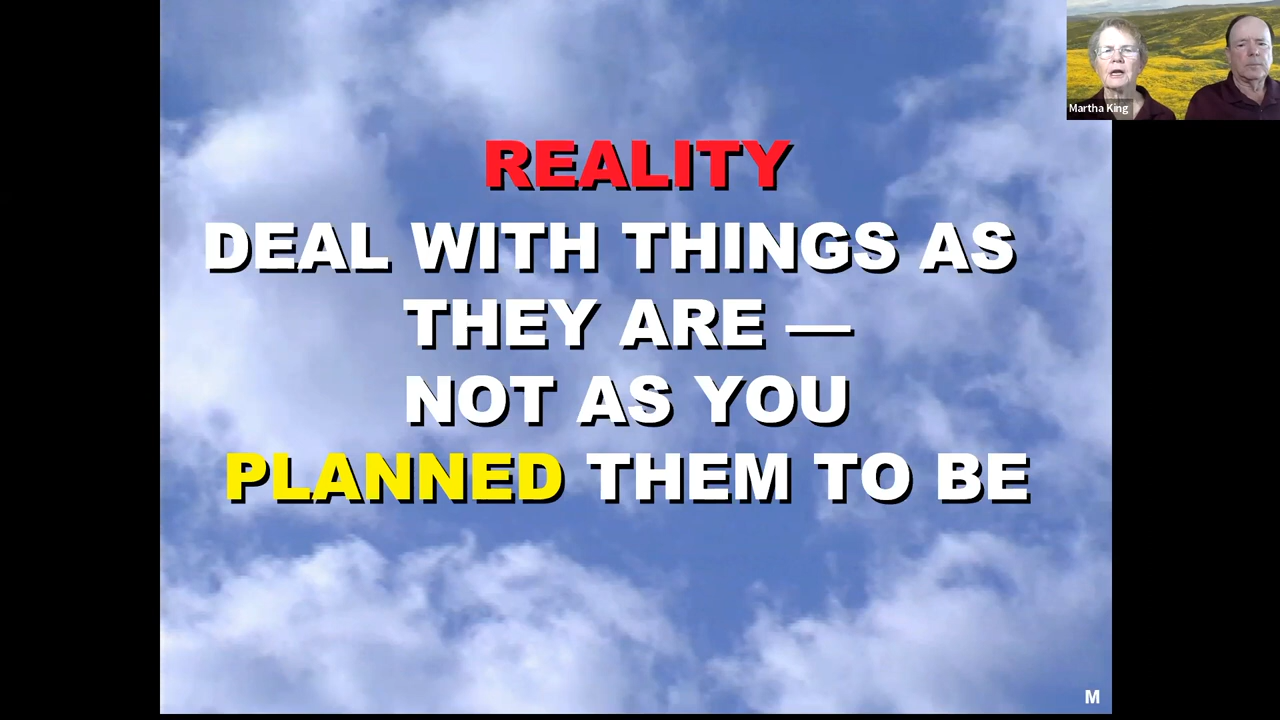 Martha King
REALITY
DEAL WITH THINGS AS
THEY ARE —
NOT AS YOU
PLANNED THEM TO BE
M